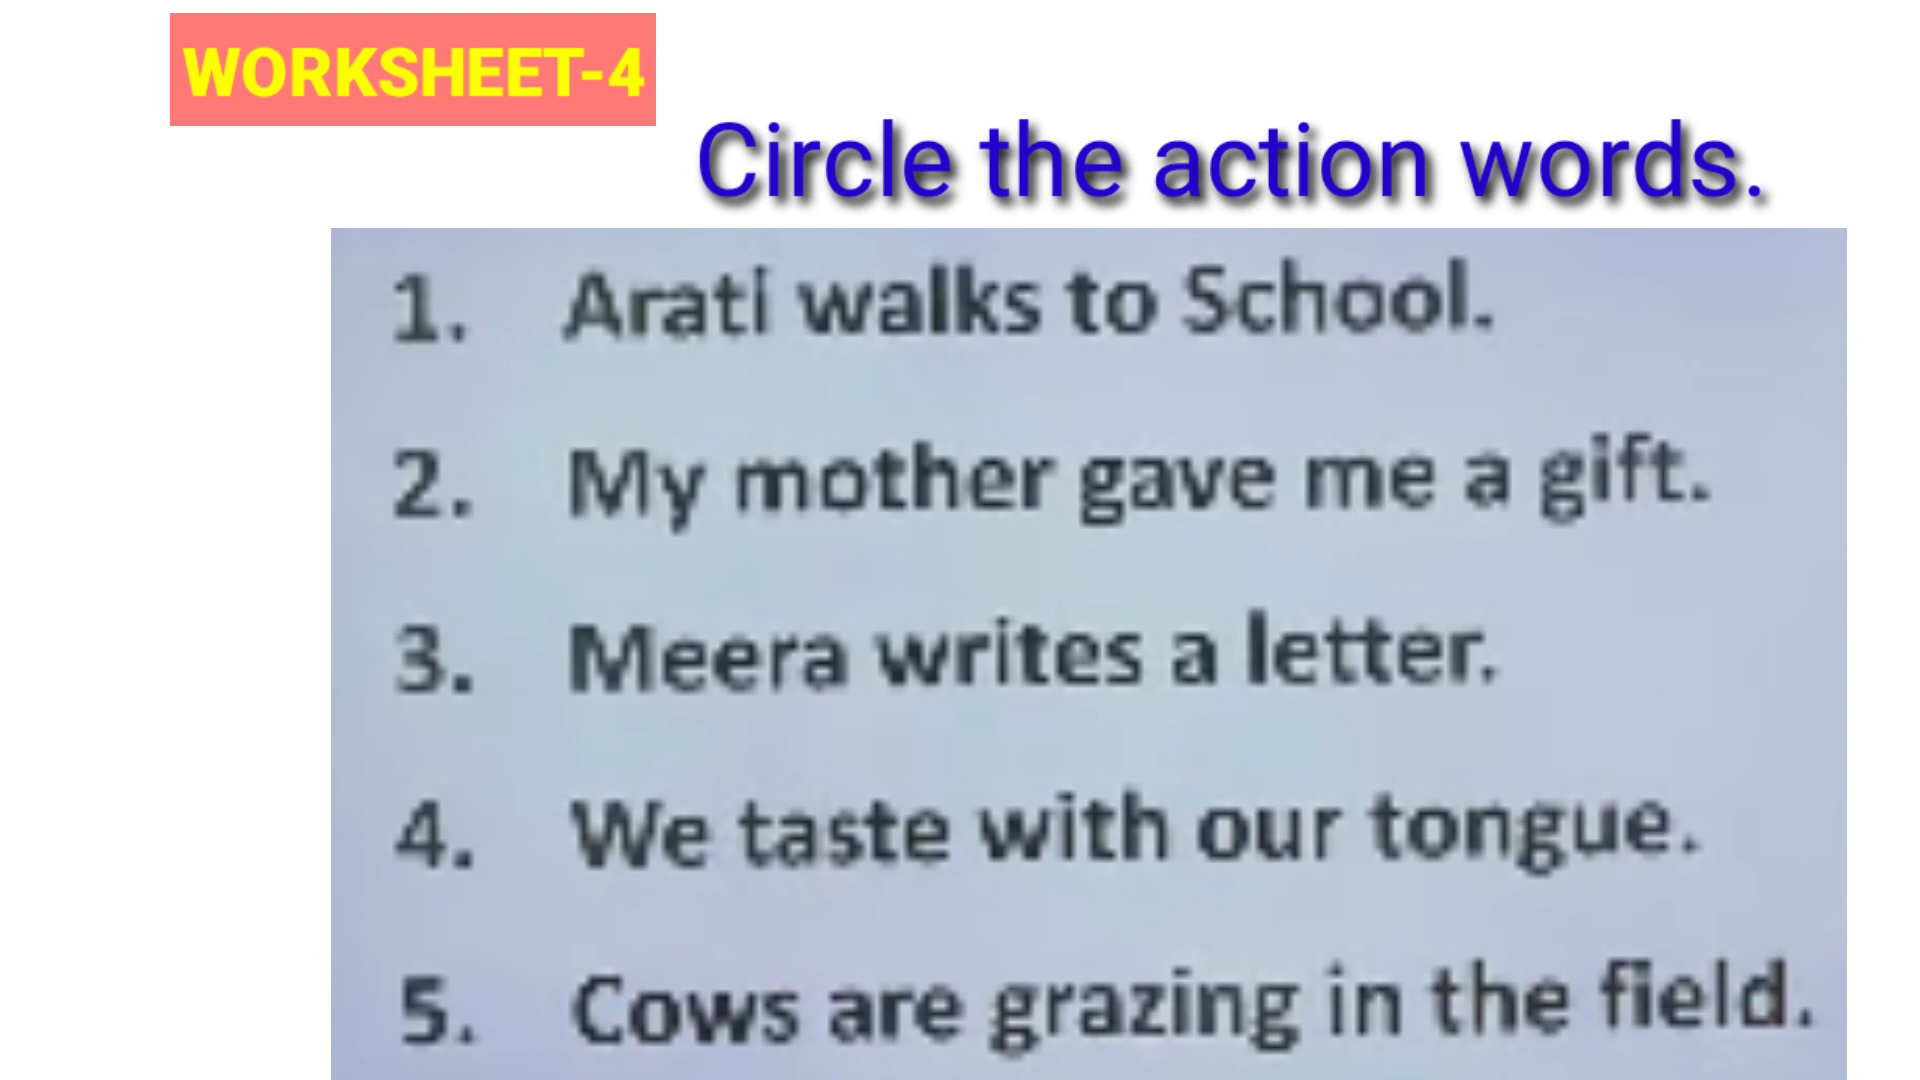 WORKSHEET-4
Circle the action words.
1. Arati walks to School.
2. My mother gave me a gift.
3. Meera writes a letter.
4. We taste with our tongue.
5. Cows are grazing in the field.